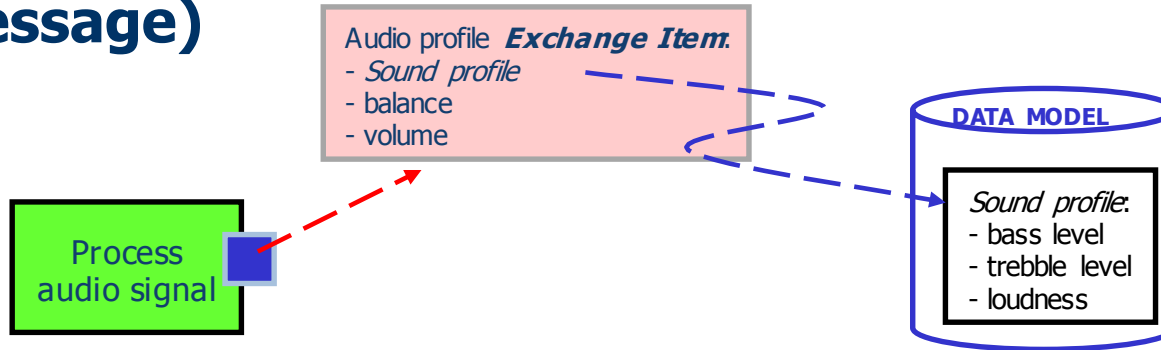 essage)
Audio profile Exchange Item:
- Sound profile
- balance
- volume
DATA MODEL
Sound profile:
- bass level
- trebble level
- loudness
Process
audio signal